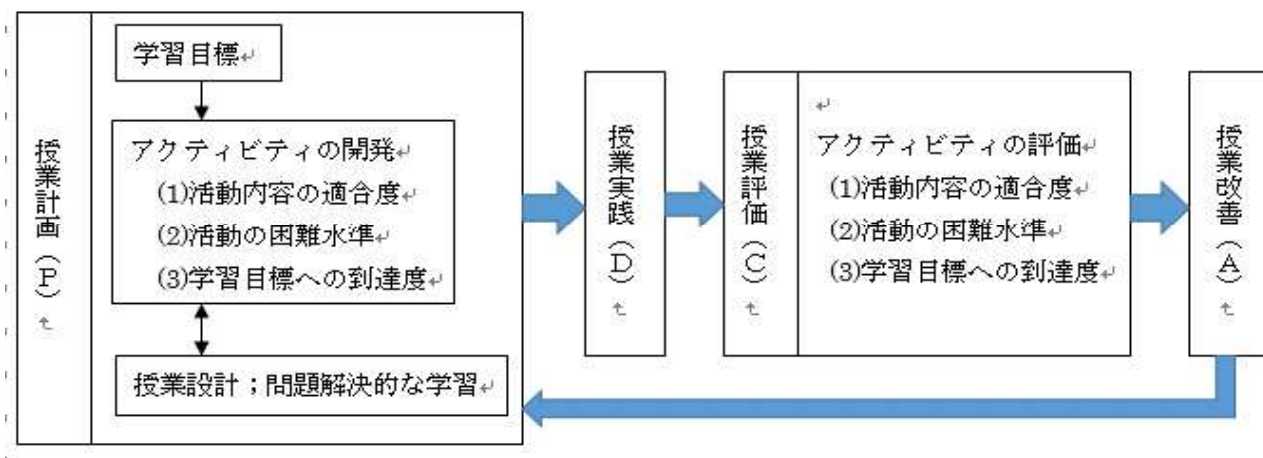 授業計画（P）
学習目標
アクティビティの開発
(1)活動内容の適合度
(2)活動の困難水準
(3)学習目標への到達度
授業設計；問題解決的な学習
授業実践（D）
授業評価（C）
アクティビティの評価
(1)活動内容の適合度
(2)活動の困難水準
(3)学習目標への到達度
授業改善（A）